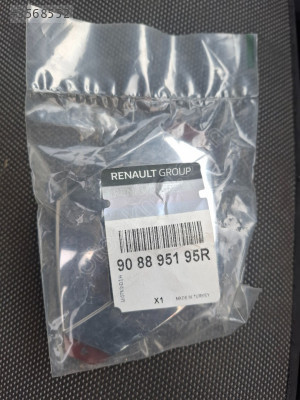 RENAULT GROUP
90 88 951 95R
X1
MADE IN TURKEY